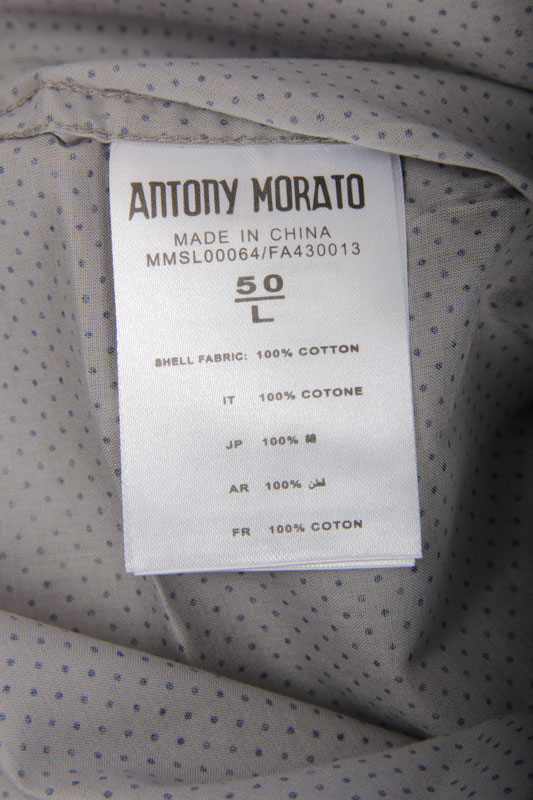 ANTONY MORATO
MADE IN CHINA
MMSL00064/FA430013
50
L
SHELL FABRIC: 100% COTTON
IT 100% COTONE
JP 100% 綿
AR 100% قطن
FR 100% COTON